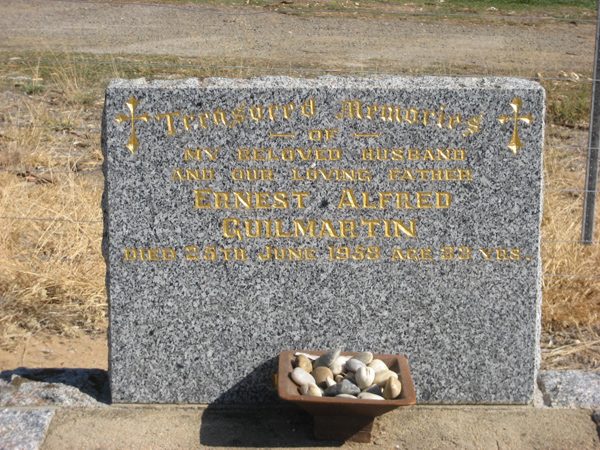 Treasured Memories
— OF —
MY BELOVED HUSBAND
AND OUR LOVING FATHER
ERNEST ALFRED
GUILMARTIN
DIED 25TH JUNE 1958 AGE 53 YRS.